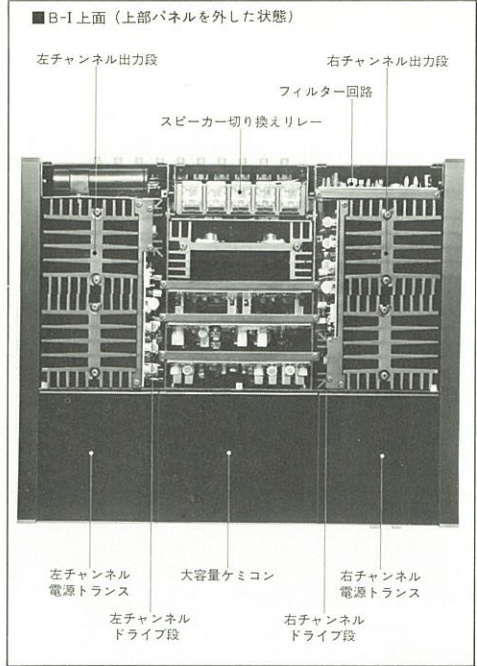 ■B-I上面（上部パネルを外した状態）
左チャンネル出力段
右チャンネル出力段
フィルター回路
スピーカー切り換えリレー
左チャンネル
電源トランス
大容量ケミコン
右チャンネル
電源トランス
左チャンネル
ドライブ段
右チャンネル
ドライブ段